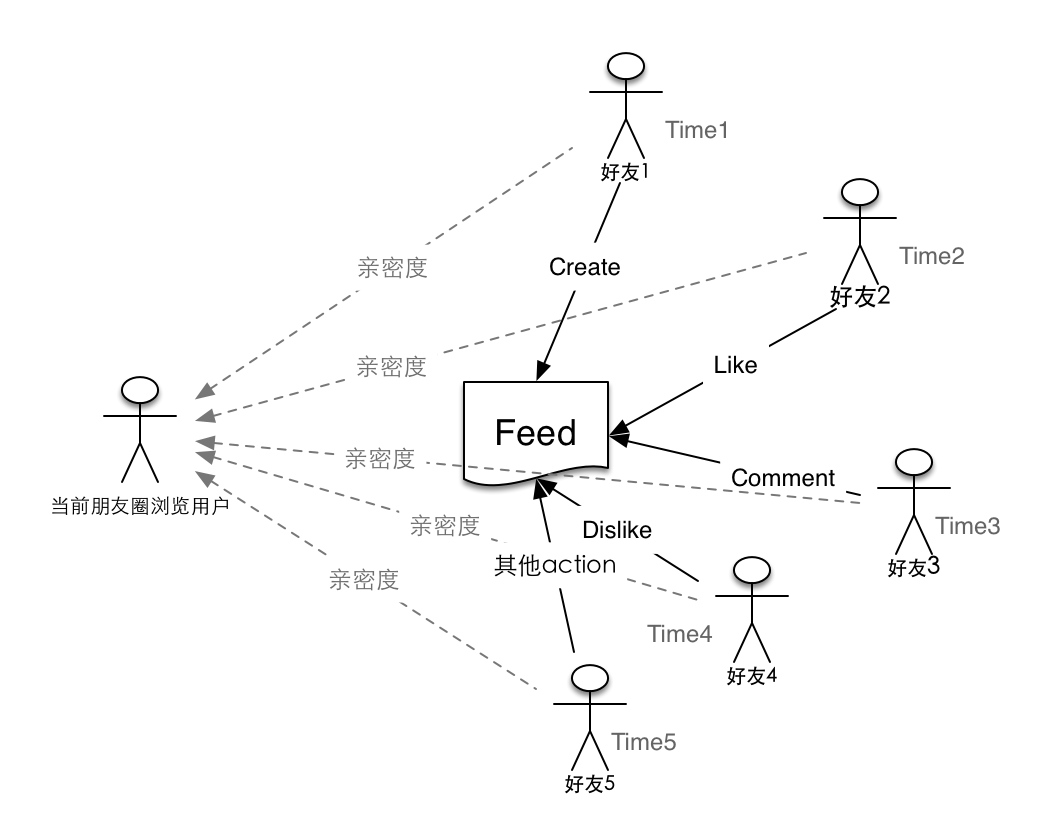 Time1
好友1
Time2
好友2
亲密度
Create
亲密度
Like
Feed
亲密度
Comment
当前朋友圈浏览用户
亲密度
Dislike
Time3
其他action
好友3
亲密度
Time4
好友4
Time5
好友5